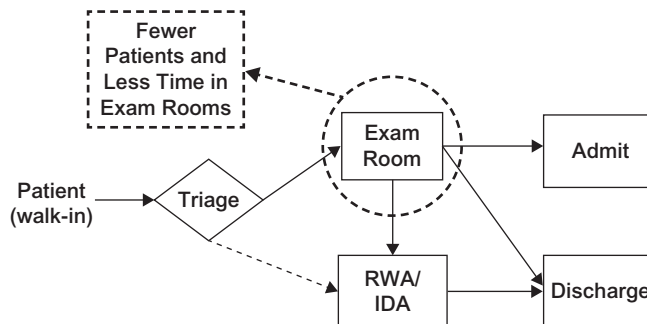 Fewer
Patients and
Less Time in
Exam Rooms
Exam
Room
Admit
Patient
(walk-in)
Triage
RWA/
IDA
Discharge